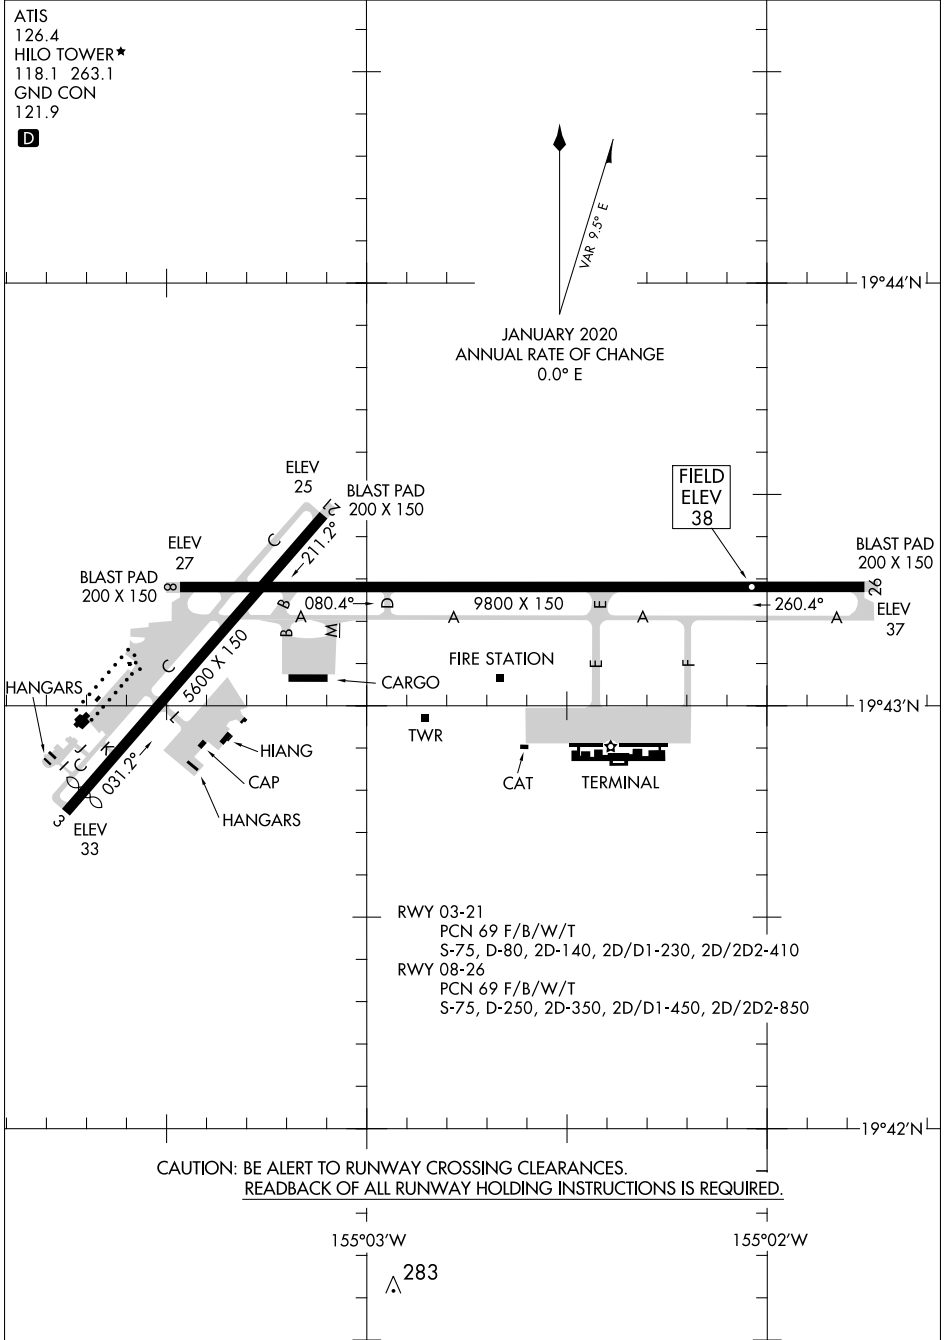 ATIS
126.4
HILO TOWER★
118.1 263.1
GND CON
121.9
D
VAR 9.5° E
19°44'N
JANUARY 2020
ANNUAL RATE OF CHANGE
0.0° E
ELEV
25
BLAST PAD
200 X 150
21
211.2°
C
FIELD
ELEV
38
ELEV
27
BLAST PAD
200 X 150
8
BLAST PAD
200 X 150
26
ELEV
37
B
080.4°
D
9800 X 150
E
260.4°
A
A
A
A
B
M
5600 X 150
C
E
F
FIRE STATION
CARGO
HANGARS
19°43'N
L
TWR
HIANG
CAP
HANGARS
CAT
TERMINAL
I
J
K
C
031.2°
3
ELEV
33
RWY 03-21
PCN 69 F/B/W/T
S-75, D-80, 2D-140, 2D/D1-230, 2D/2D2-410
RWY 08-26
PCN 69 F/B/W/T
S-75, D-250, 2D-350, 2D/D1-450, 2D/2D2-850
19°42'N
CAUTION: BE ALERT TO RUNWAY CROSSING CLEARANCES.
READBACK OF ALL RUNWAY HOLDING INSTRUCTIONS IS REQUIRED.
155°03'W
155°02'W
283